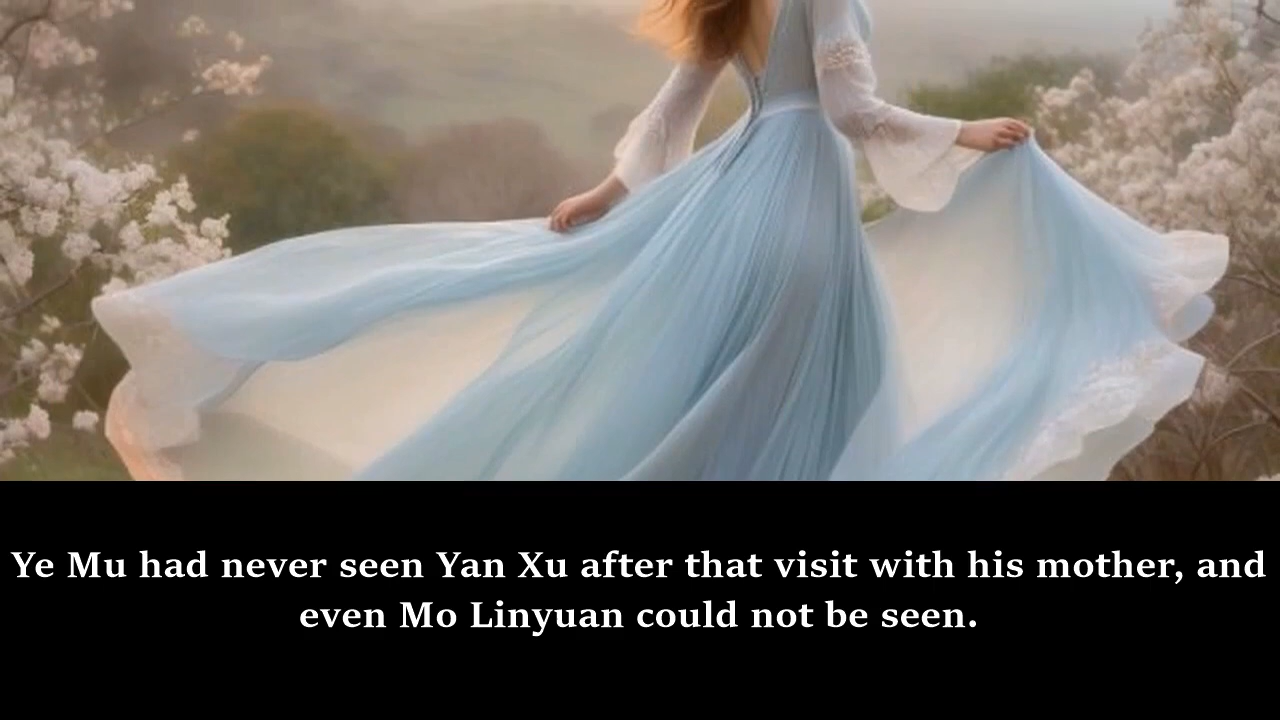 Ye Mu had never seen Yan Xu after that visit with his mother, and
even Mo Linyuan could not be seen.